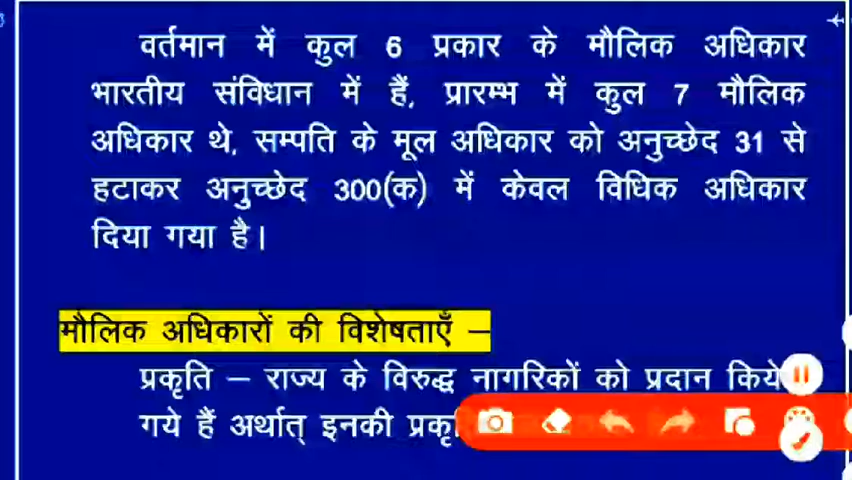 वर्तमान में कुल 6 प्रकार के मौलिक अधिकार
भारतीय संविधान में हैं, प्रारम्भ में कुल 7 मौलिक
अधिकार थे, सम्पति के मूल अधिकार को अनुच्छेद 31 से
हटाकर अनुच्छेद 300(क) में केवल विधिक अधिकार
दिया गया है।
मौलिक अधिकारों की विशेषताएँ –
प्रकृति – राज्य के विरुद्ध नागरिकों को प्रदान किये
गये हैं अर्थात् इनकी